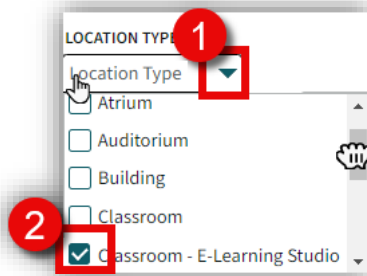 LOCATION TYPE
1
Location Type
Atrium
Auditorium
Building
Classroom
2
Classroom - E-Learning Studio